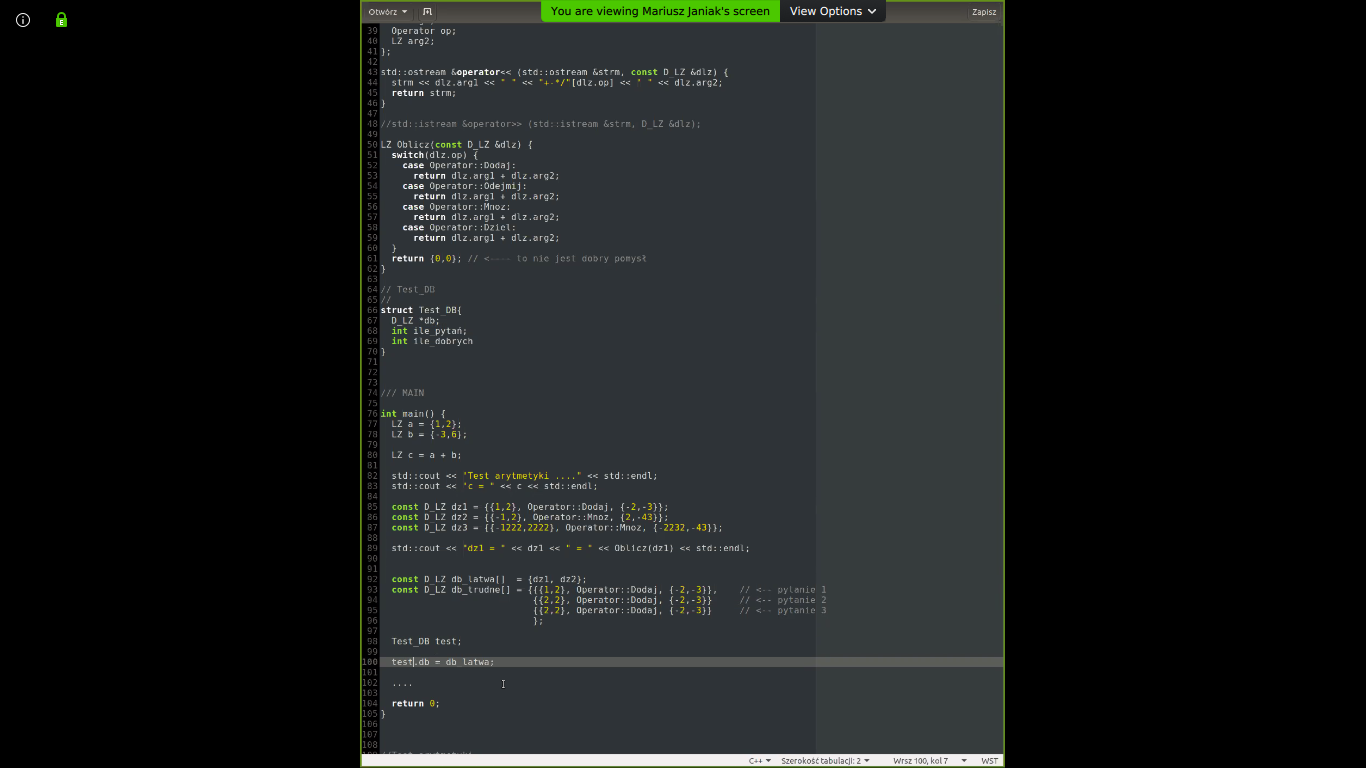 You are viewing Mariusz Janiak's screen
View Options
Otwórz
Zapisz
39 Operator op;
40 LZ arg2;
41 };
42
43 std::ostream &operator<< (std::ostream &strm, const D_LZ &dlz) {
44 strm << dlz.arg1 << " " << "+-*/"[dlz.op] << " " << dlz.arg2;
45 return strm;
46 }
47
48 //std::istream &operator>> (std::istream &strm, D_LZ &dlz);
49
50 LZ Oblicz(const D_LZ &dlz) {
51 switch(dlz.op) {
52 case Operator::Dodaj:
53 return dlz.arg1 + dlz.arg2;
54 case Operator::Odejmij:
55 return dlz.arg1 + dlz.arg2;
56 case Operator::Mnoz:
57 return dlz.arg1 + dlz.arg2;
58 case Operator::Dziel:
59 return dlz.arg1 + dlz.arg2;
60 }
61 return {0,0}; // <---- to nie jest dobry pomysł
62 }
63
64 // Test_DB
65 //
66 struct Test_DB{
67 D_LZ *db;
68 int ile_pytań;
69 int ile_dobrych
70 }
71
72
73
74 /// MAIN
75
76 int main() {
77 LZ a = {1,2};
78 LZ b = {-3,6};
79
80 LZ c = a + b;
81
82 std::cout << "Test arytmetyki ...." << std::endl;
83 std::cout << "c = " << c << std::endl;
84
85 const D_LZ dz1 = {{1,2}, Operator::Dodaj, {-2,-3}};
86 const D_LZ dz2 = {{-1,2}, Operator::Mnoz, {2,-43}};
87 const D_LZ dz3 = {{-1222,2222}, Operator::Mnoz, {-2232,-43}};
88
89 std::cout << "dz1 = " << dz1 << " = " << Oblicz(dz1) << std::endl;
90
91
92 const D_LZ db_latwa[] = {dz1, dz2};
93 const D_LZ db_trudne[] = {{{1,2}, Operator::Dodaj, {-2,-3}}, // <-- pytanie 1
94 {{2,2}, Operator::Dodaj, {-2,-3}} // <-- pytanie 2
95 {{2,2}, Operator::Dodaj, {-2,-3}} // <-- pytanie 3
96 };
97
98 Test_DB test;
99
100 test.db = db_latwa;
101
102 ....
103
104 return 0;
105 }
106
107
108
C++ Szerokość tabulacji: 2 Wrsz 100, kol 7 WST